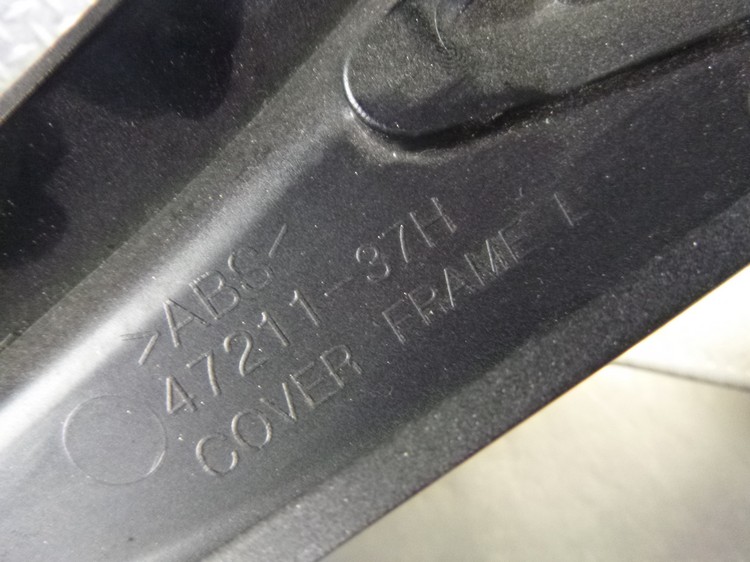 >ABS<
47211-37H
COVER FRAME L